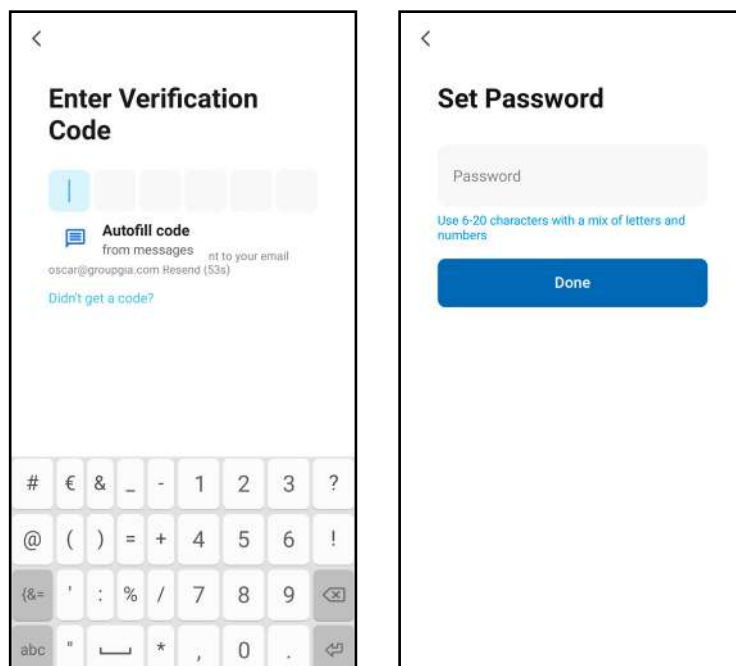 Enter Verification
Code
Autofill code
from messages
nt to your email
oscar@groupgia.com Resend (53s)
Didn't get a code?
# € & _ - 1 2 3 ?
@ ( ) = + 4 5 6 !
{&= ' : % / 7 8 9
abc " * , 0 .
Set Password
Password
Use 6-20 characters with a mix of letters and
numbers
Done